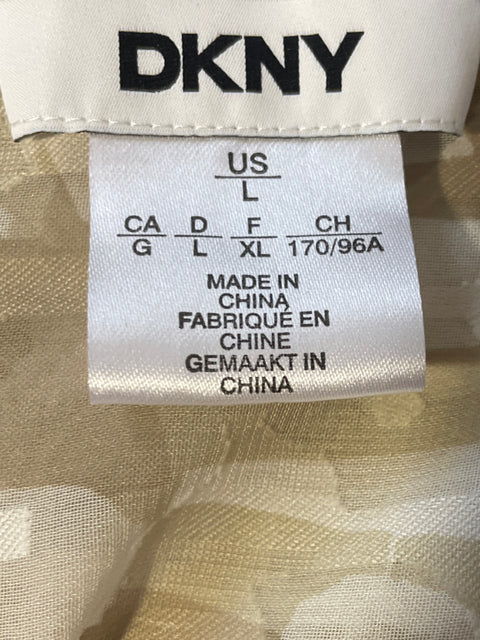 DKNY
US
L
CA D F CH
G L XL 170/96A
MADE IN
CHINA
FABRIQUÉ EN
CHINE
GEMAAKT IN
CHINA